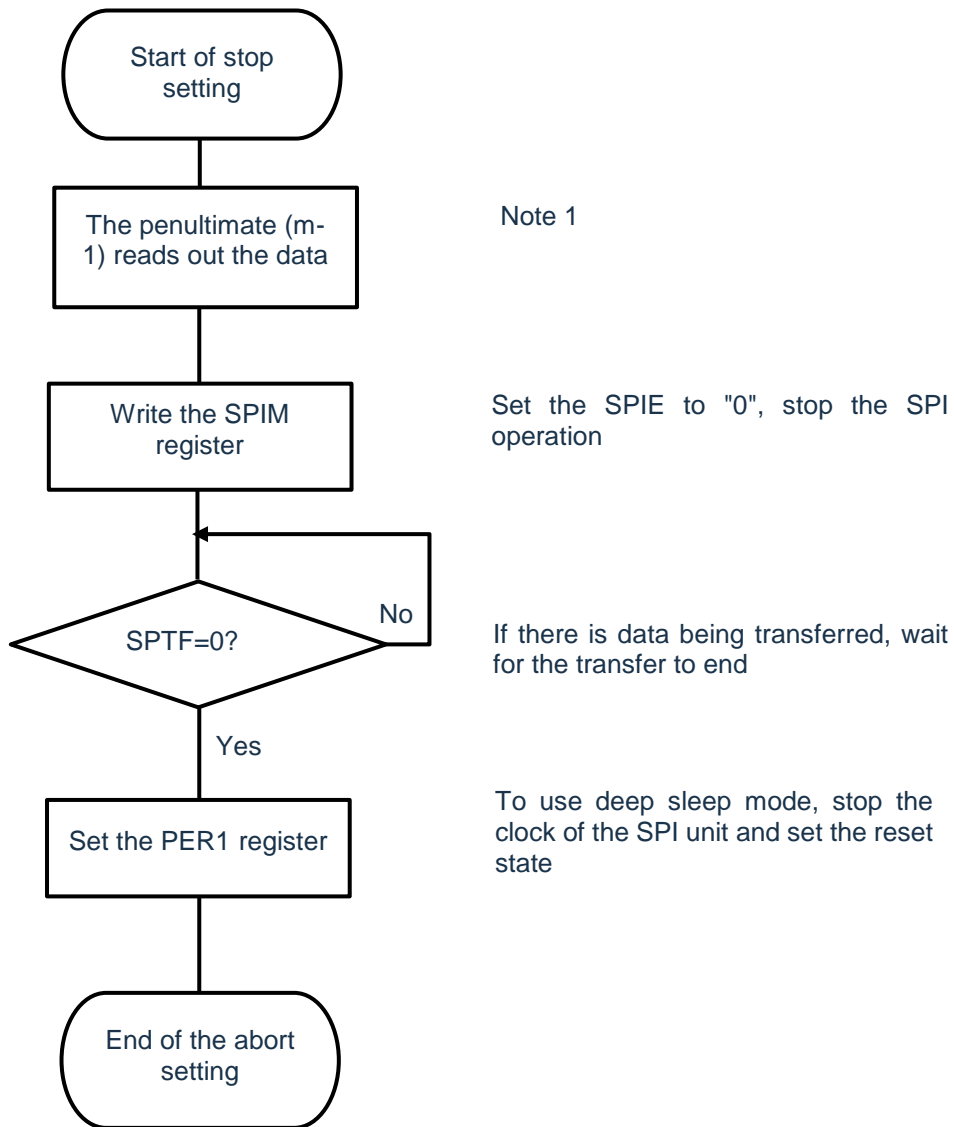 Start of stop
setting
The penultimate (m-
1) reads out the data
Note 1
Write the SPIM
register
Set the SPIE to "0", stop the SPI
operation
No
SPTF=0?
If there is data being transferred, wait
for the transfer to end
Yes
Set the PER1 register
To use deep sleep mode, stop the
clock of the SPI unit and set the reset
state
End of the abort
setting